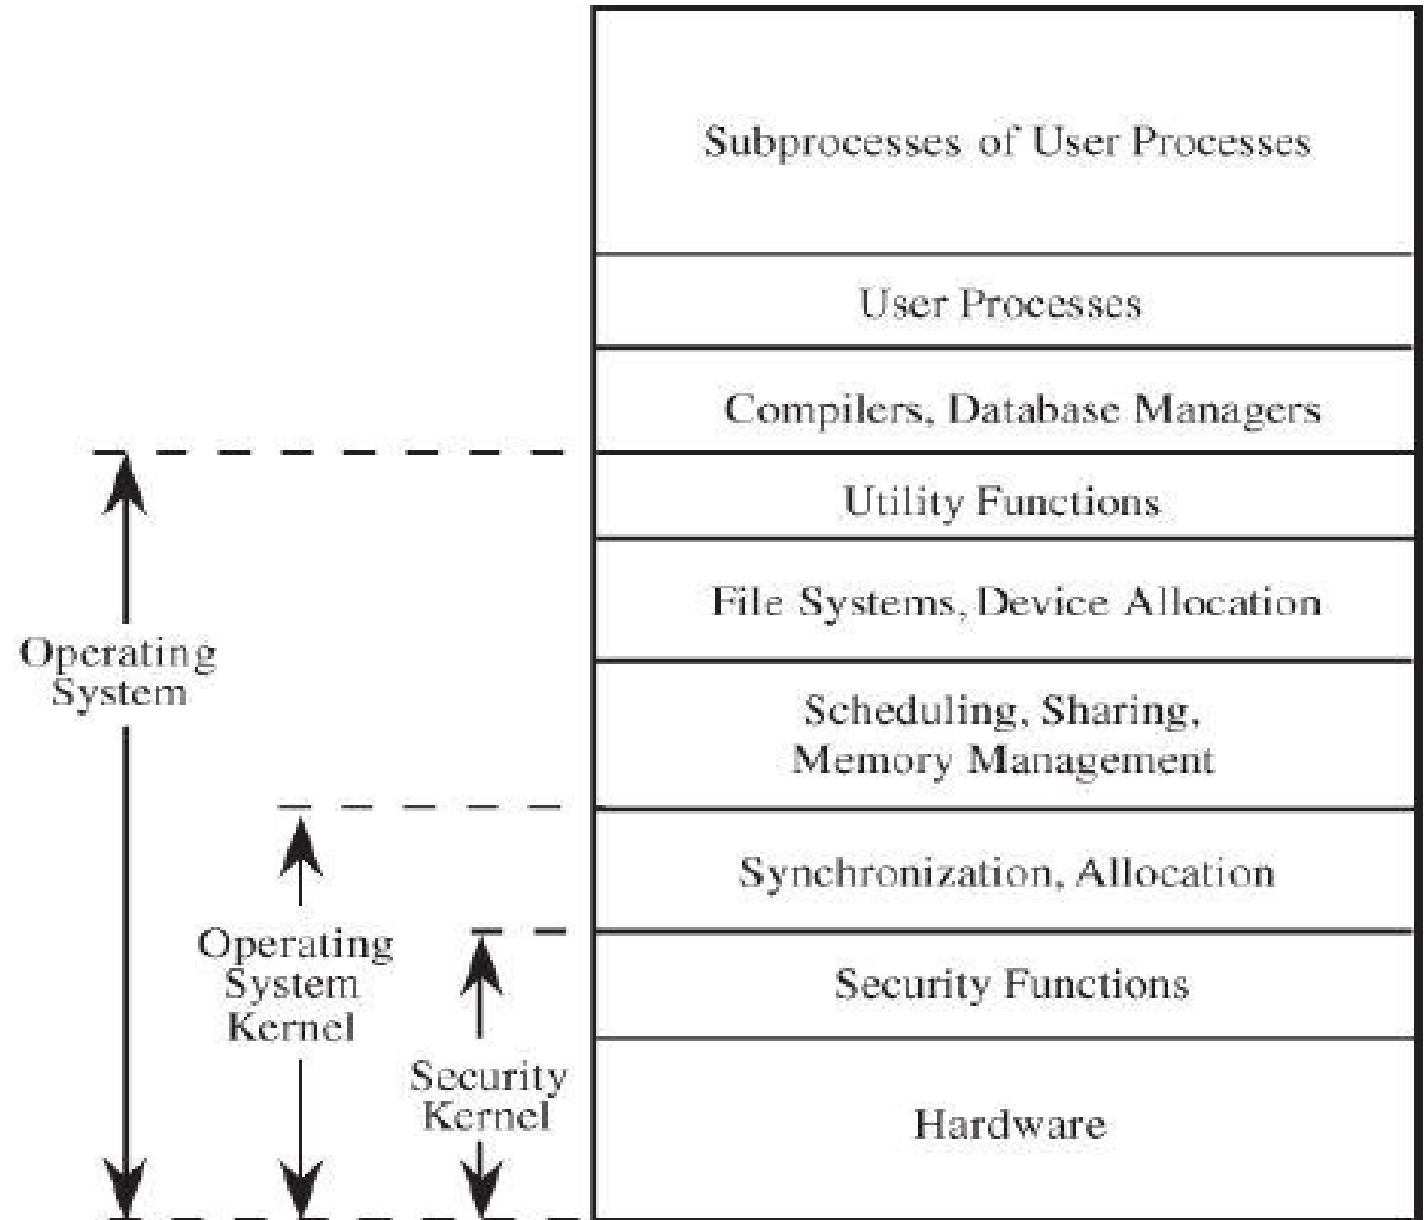 Subprocesses of User Processes
User Processes
Compilers, Database Managers
Utility Functions
File Systems, Device Allocation
Scheduling, Sharing,
Memory Management
Synchronization, Allocation
Security Functions
Hardware
Operating
System
Operating
System
Kernel
Security
Kernel